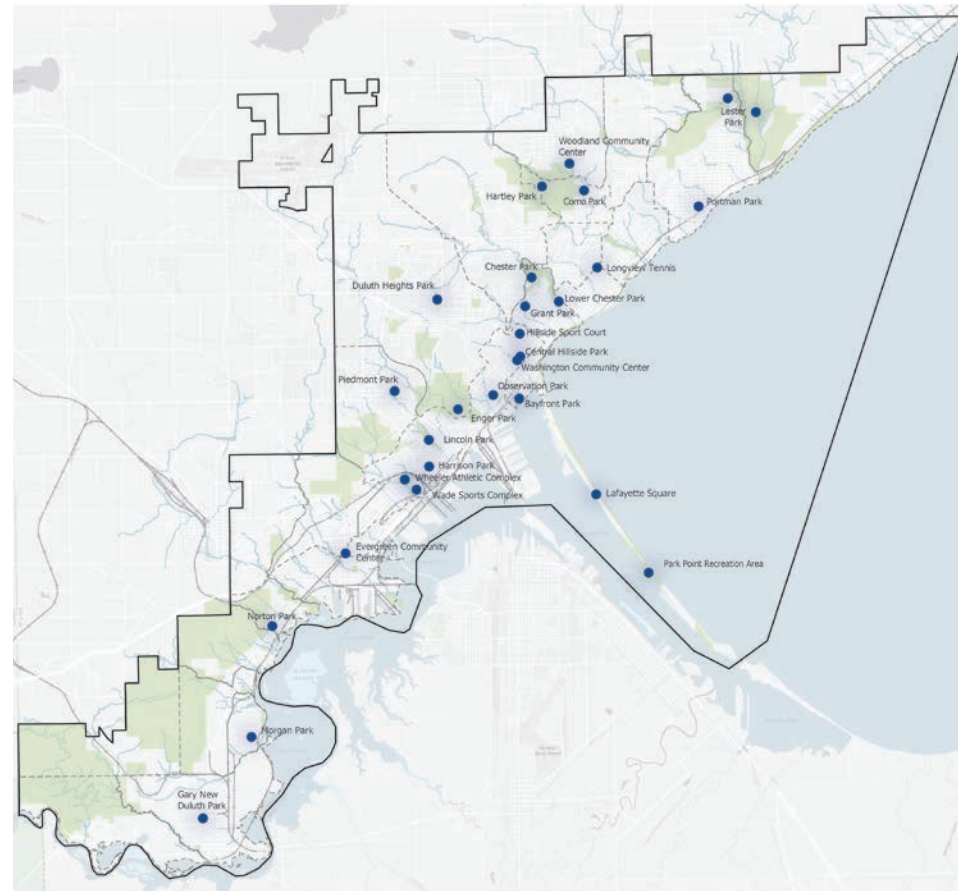 Lester
Park
Woodland Community
Center
Hartley Park
Como Park
Portman Park
Chester Park
Longview Tennis
Duluth Heights Park
Lower Chester Park
Grant Park
Hillside Sport Court
Central Hillside Park
Washington Community Center
Piedmont Park
Observation Park
Bayfront Park
Enger Park
Lincoln Park
Harrison Park
Wheeler Athletic Complex
Wade Sports Complex
Lafayette Square
Evergreen Community
Center
Park Point Recreation Area
Norton Park
Morgan Park
Gary New
Duluth Park